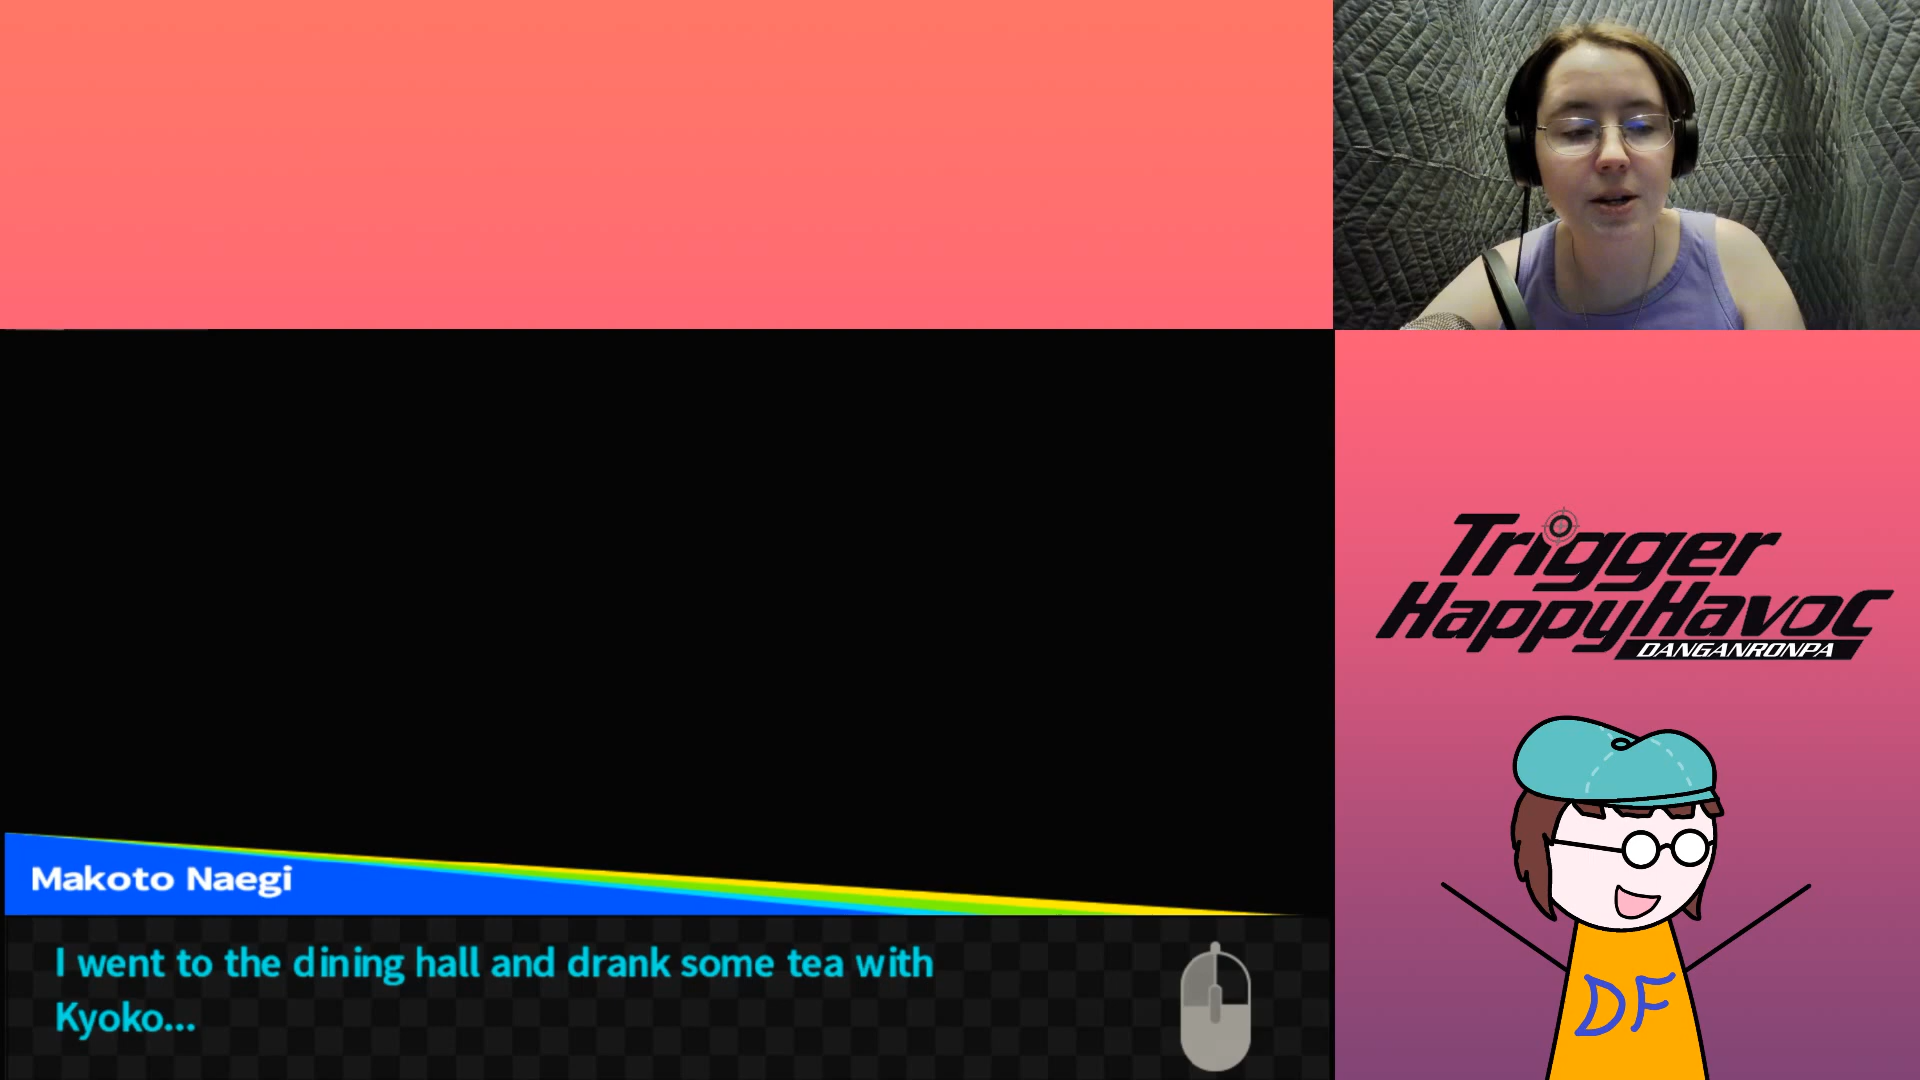 Trigger
Happy Havoc
DANGANRONPA
DF
Makoto Naegi
I went to the dining hall and drank some tea with
Kyoko...